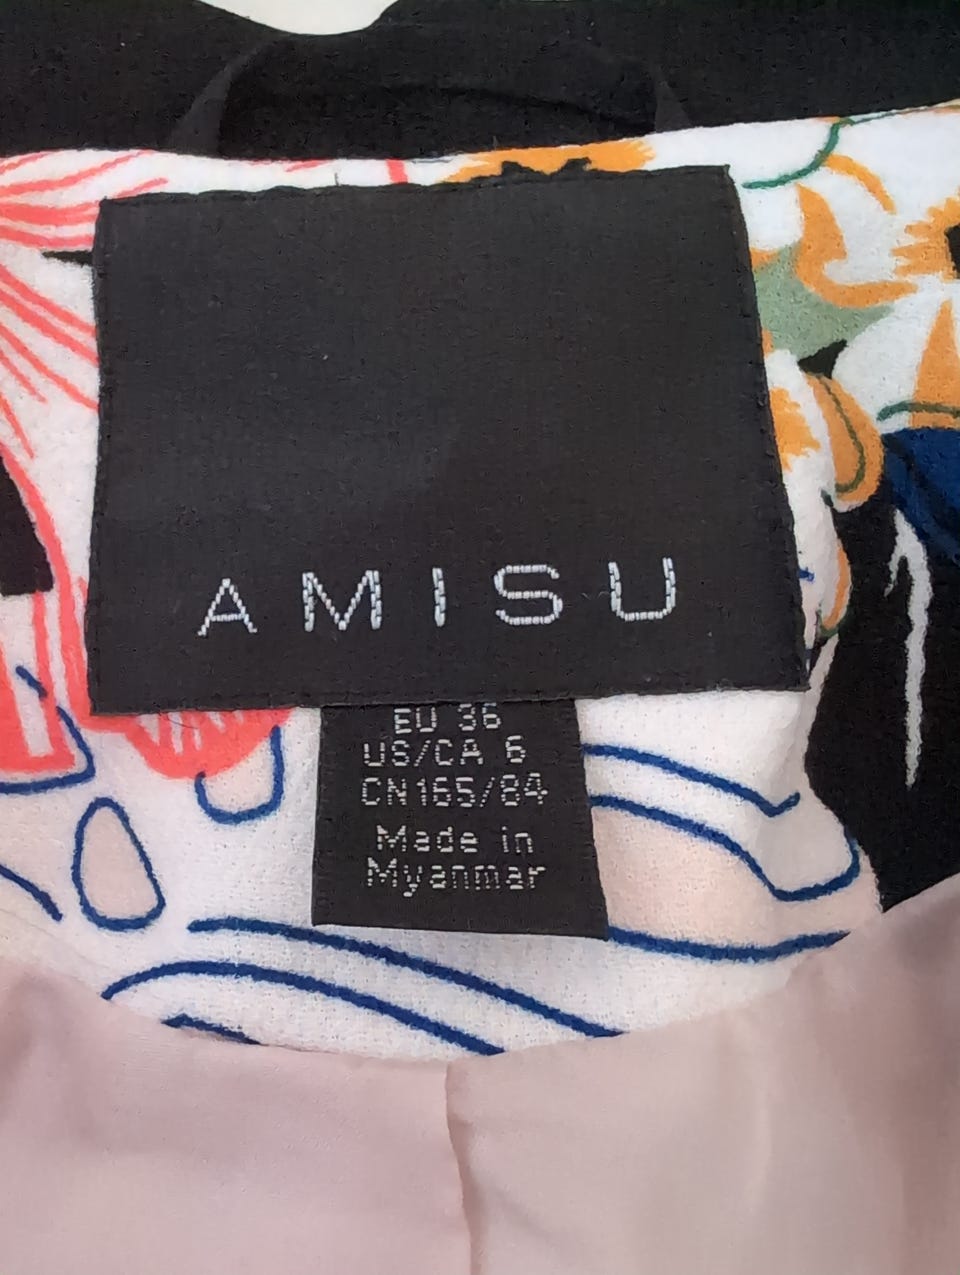 AMISU
EU 36
US/CA 6
CN165/84
Made in
Myanmar